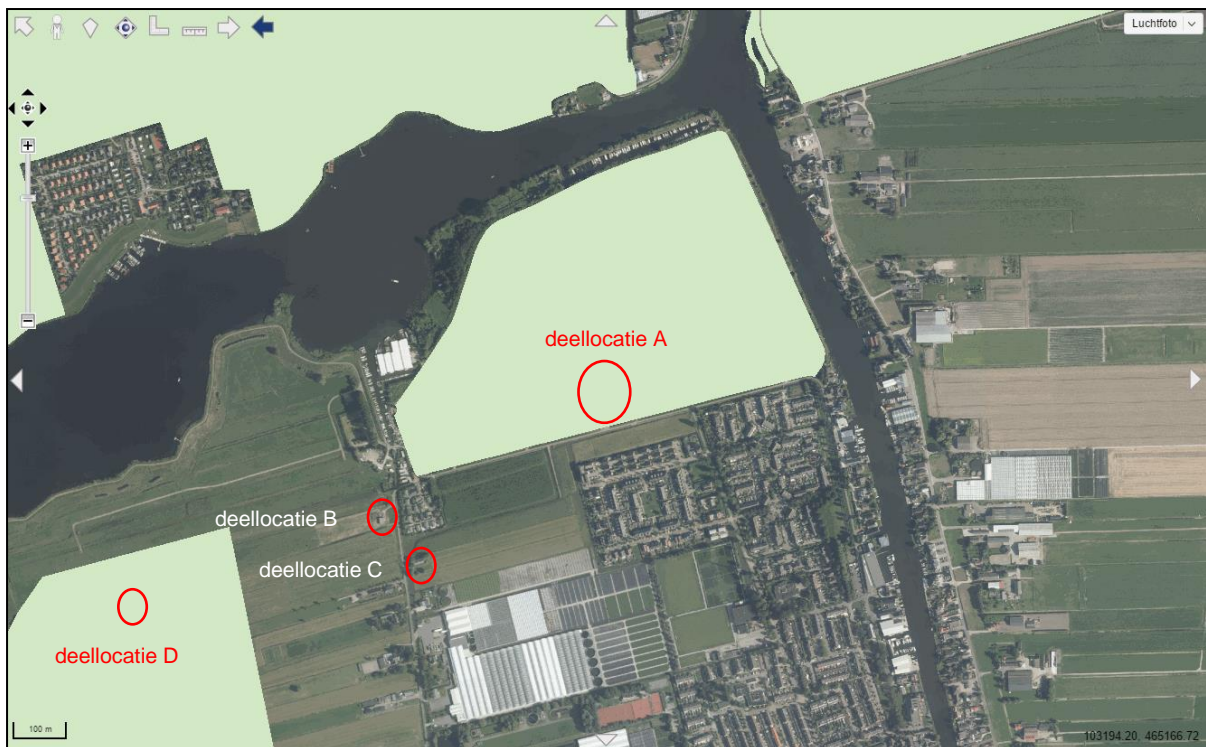 Luchtfoto
deellocatie A
deellocatie B
deellocatie C
deellocatie D
100 m
103194.20, 465166.72